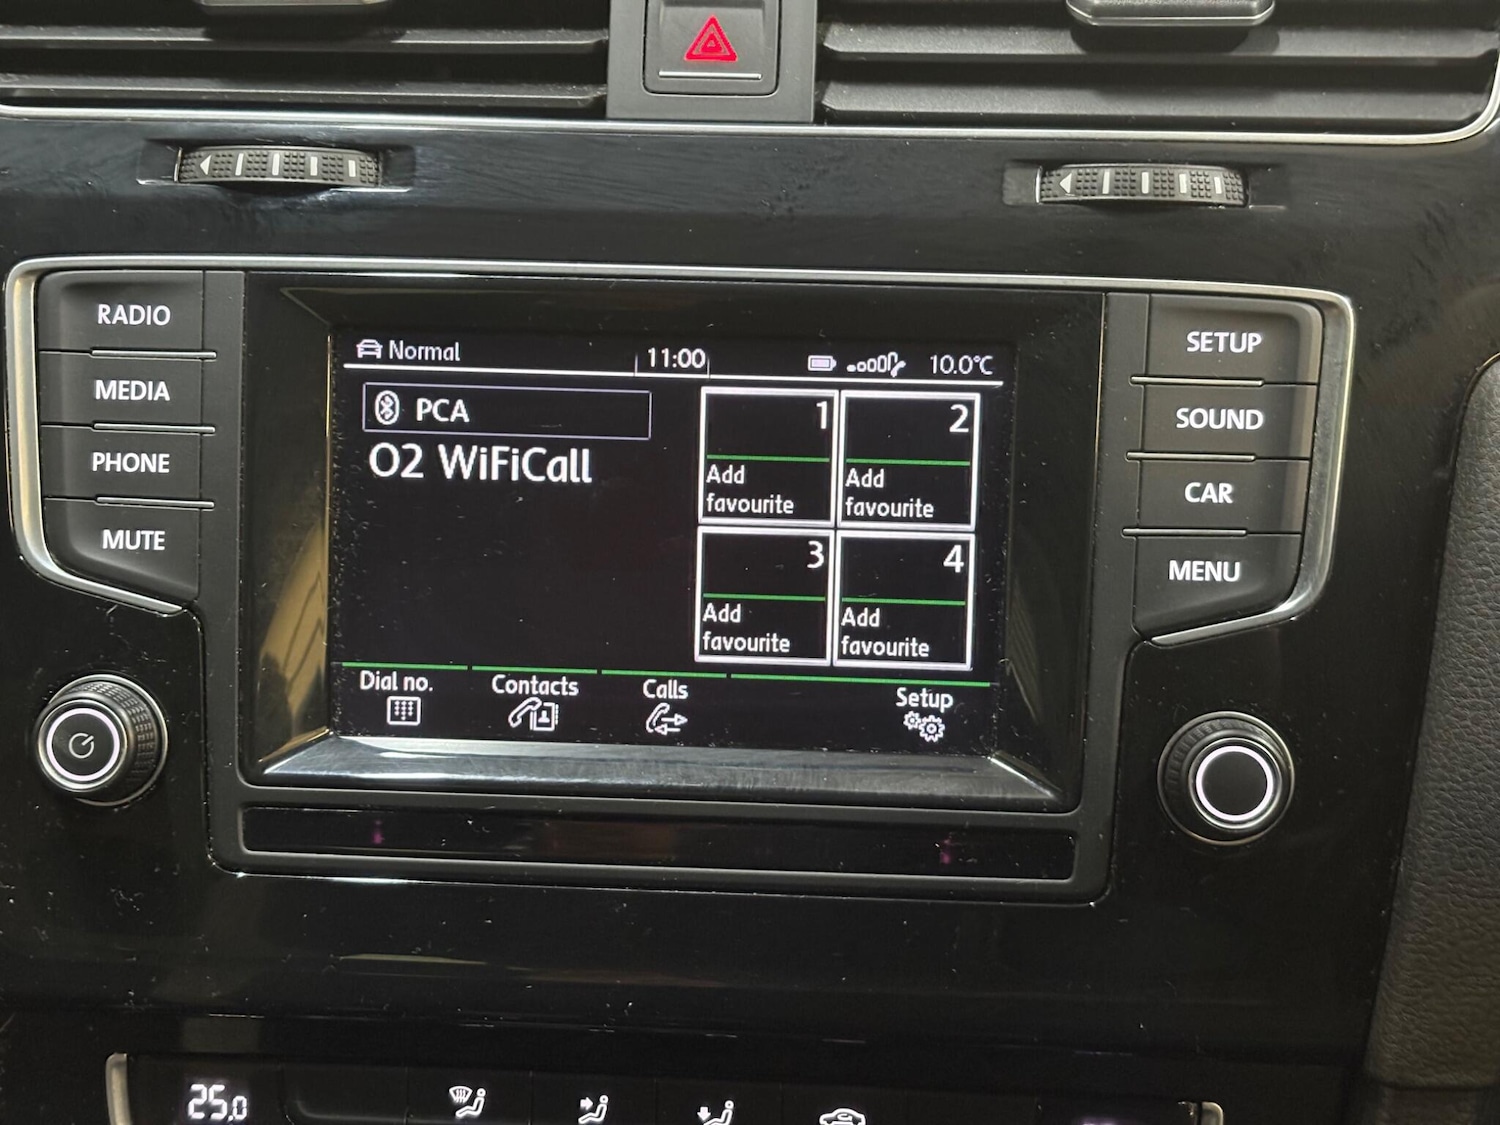 RADIO
MEDIA
PHONE
MUTE
Normal
11:00
10.0°C
PCA
O2 WiFiCall
1
Add
favourite
2
Add
favourite
3
Add
favourite
4
Add
favourite
Dial no.
Contacts
Calls
Setup
SETUP
SOUND
CAR
MENU
25.0